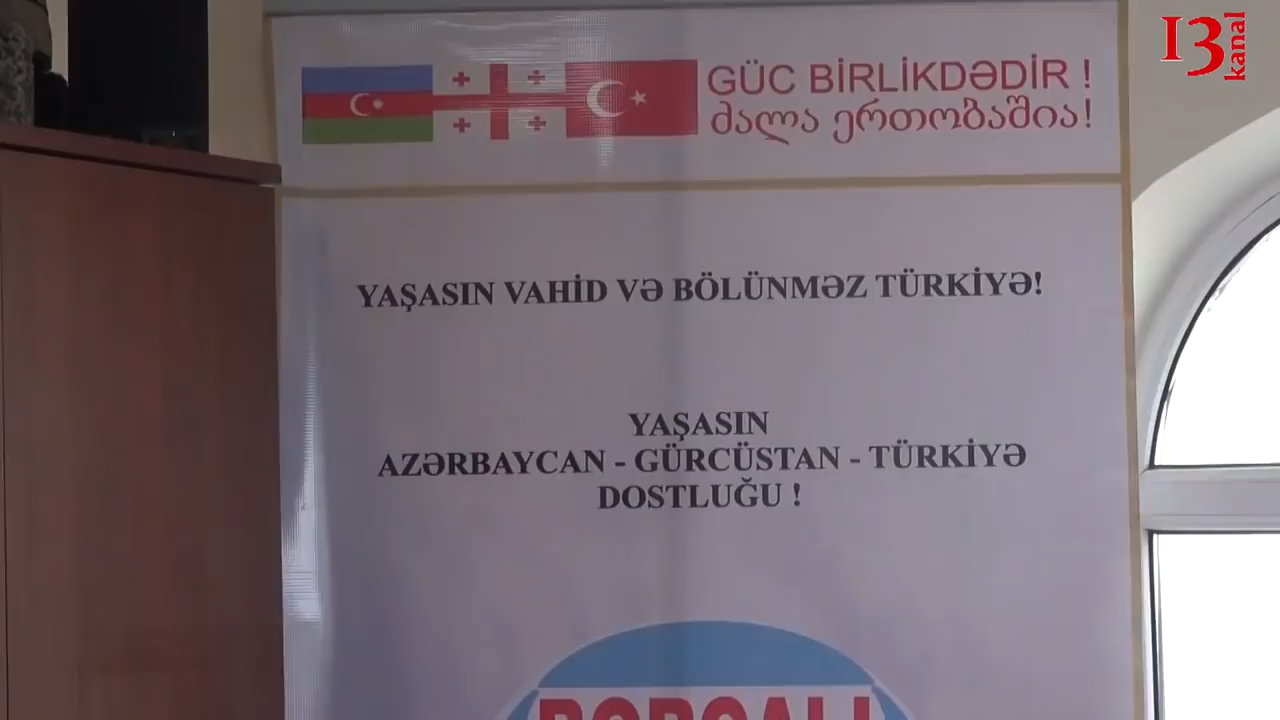 13 kanal
GÜC BİRLİKDƏDİR !
ძალა ერთობაშია!
YAŞASIN VAHİD VƏ BÖLÜNMƏZ TÜRKİYƏ!
YAŞASIN
AZƏRBAYCAN - GÜRCÜSTAN - TÜRKİYƏ
DOSTLUĞU !
BORÇALI